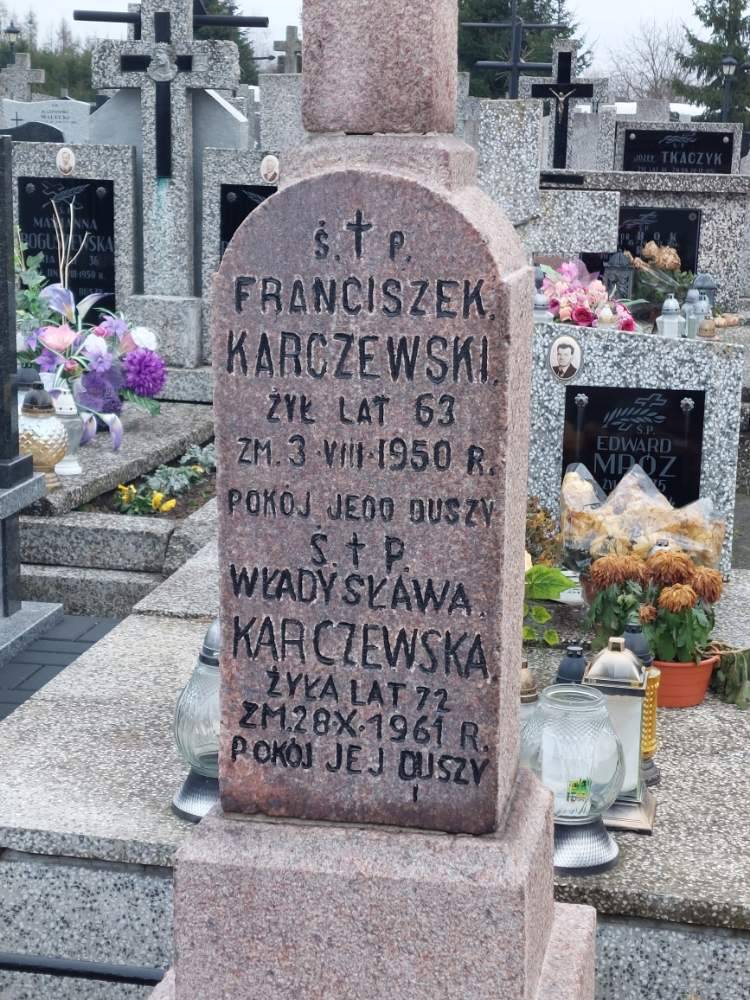 Ś. † P.
FRANCISZEK.
KARCZEWSKI.
ŻYŁ LAT 63
ZM. 3 · VIII · 1950 R.
POKÓJ JEGO DUSZY
Ś. † P.
WŁADYSŁAWA.
KARCZEWSKA
ŻYŁA LAT 72
ZM. 28·X·1961 R.
POKÓJ JEJ DUSZY
Ś.P.
EDWARD
MRÓZ
TKACZYK